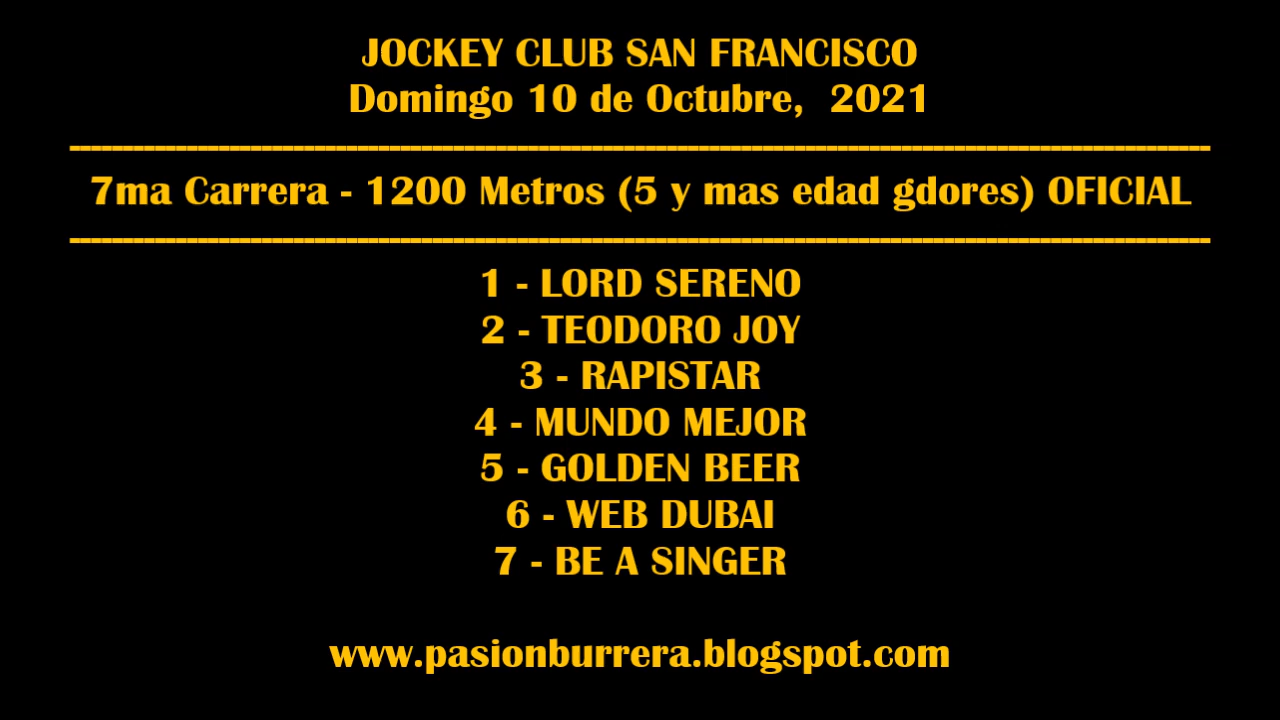 JOCKEY CLUB SAN FRANCISCO
Domingo 10 de Octubre,  2021
7ma Carrera - 1200 Metros (5 y mas edad gdores) OFICIAL
1 - LORD SERENO
2 - TEODORO JOY
3 - RAPISTAR
4 - MUNDO MEJOR
5 - GOLDEN BEER
6 - WEB DUBAI
7 - BE A SINGER
www.pasionburrera.blogspot.com